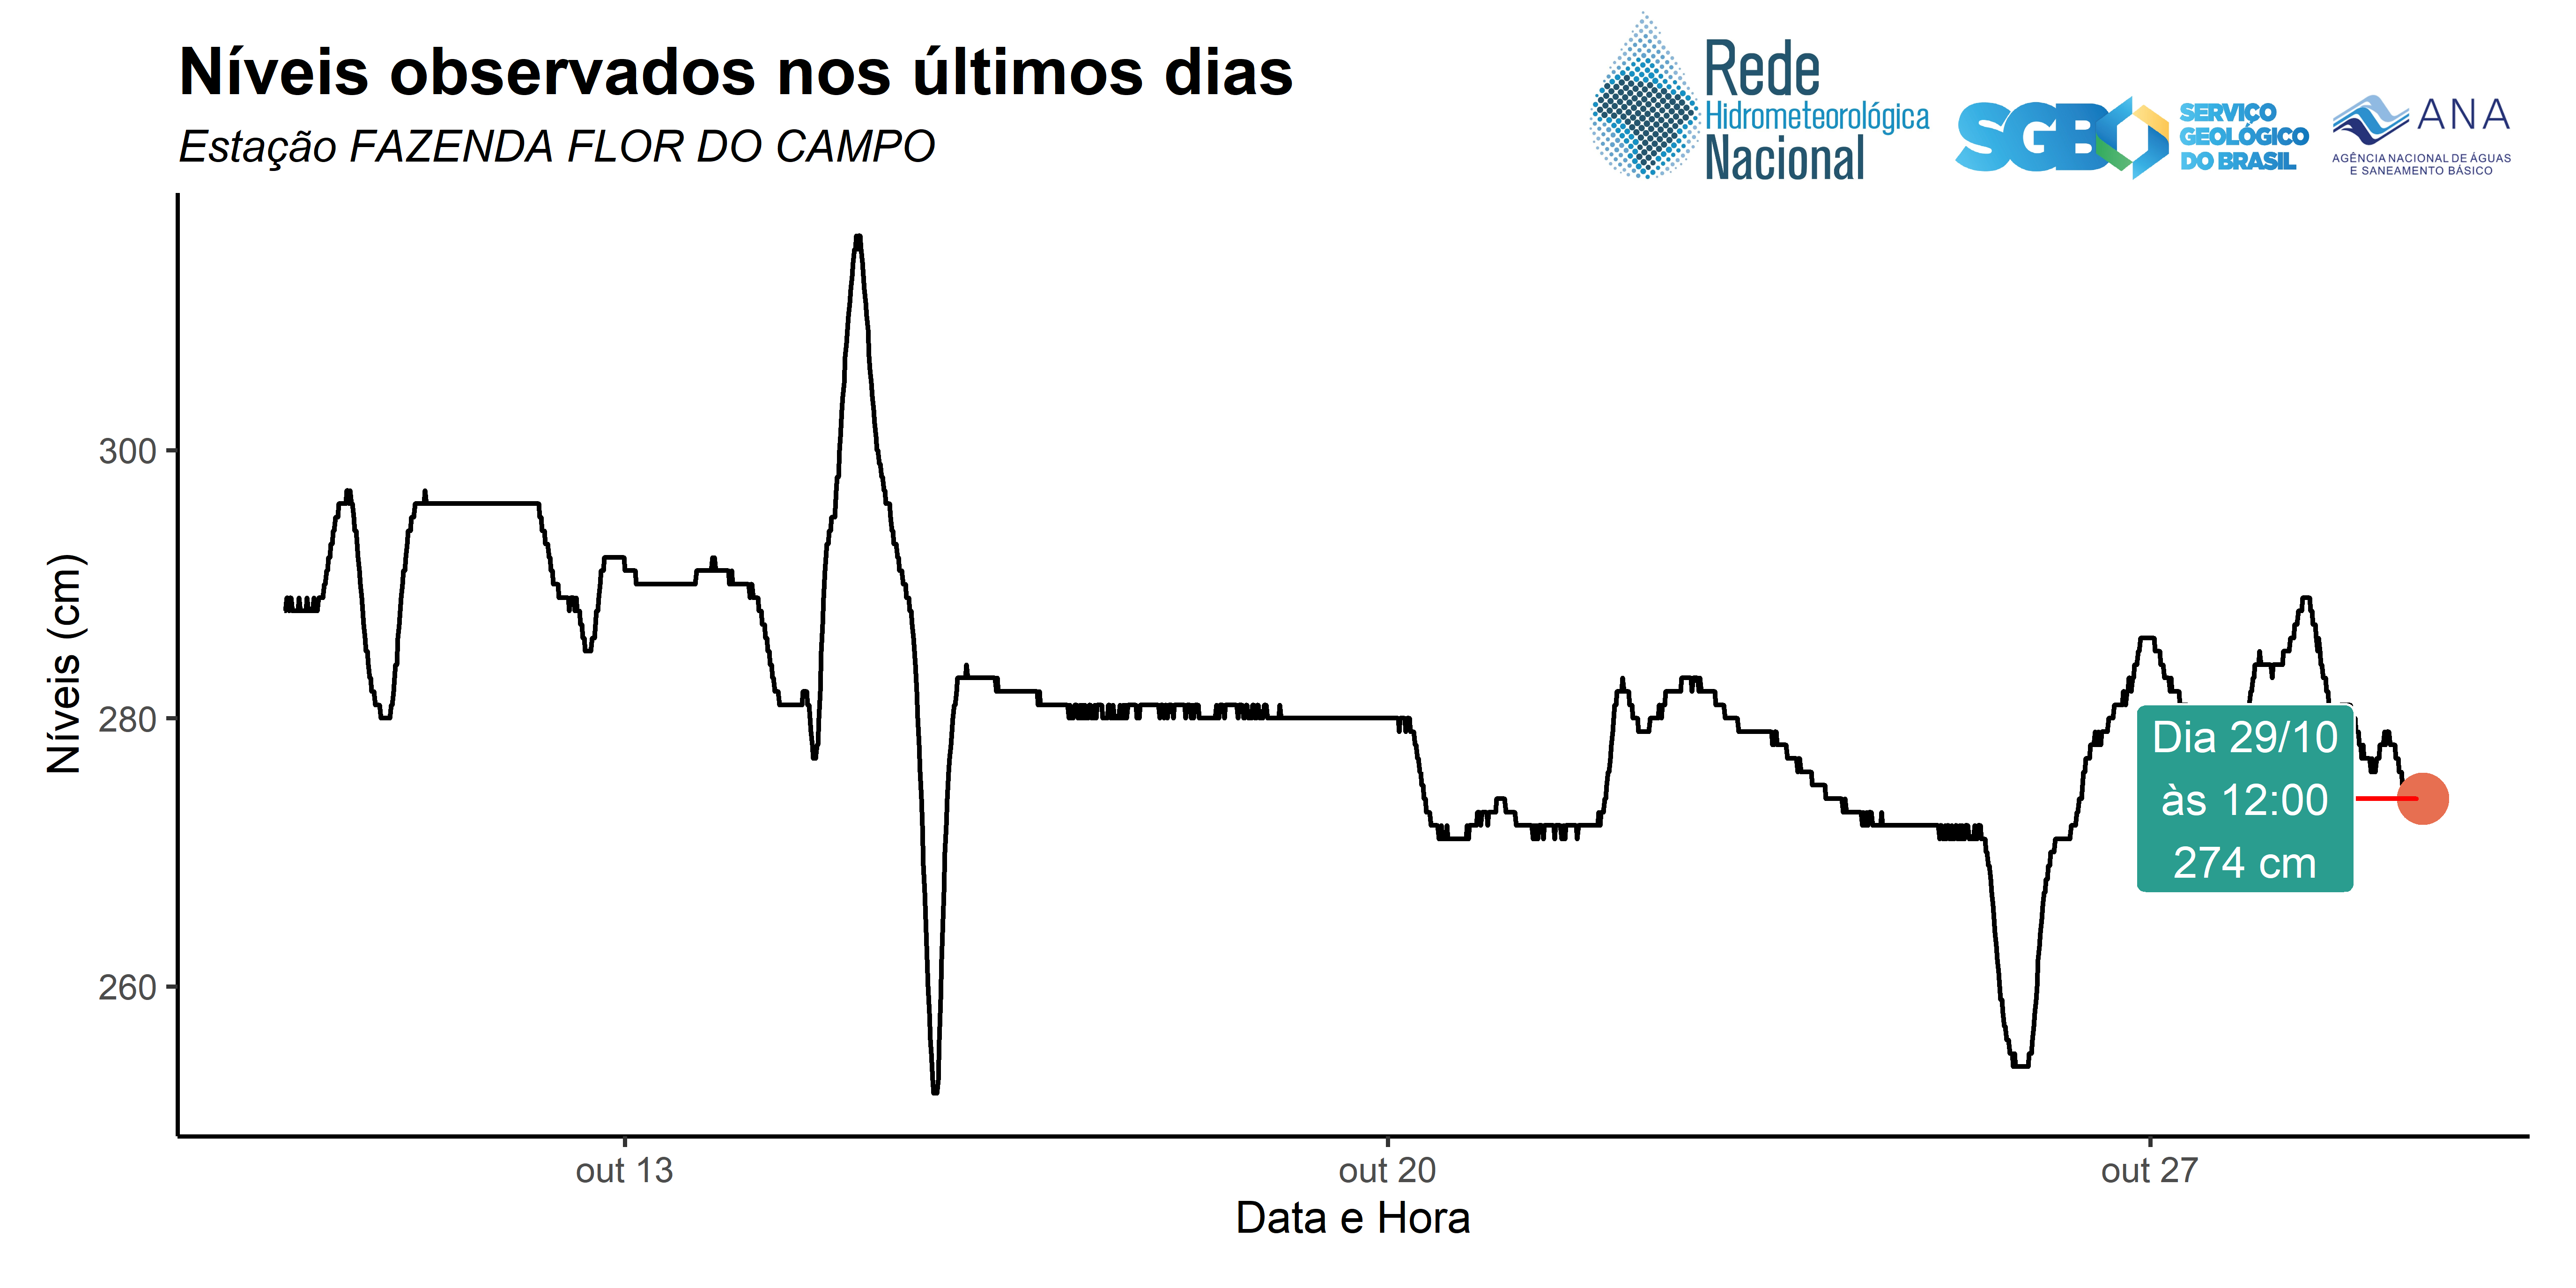 Níveis observados nos últimos dias
Estação FAZENDA FLOR DO CAMPO
Rede
Hidrometeorológica
Nacional
SGB
SERVIÇO
GEOLÓGICO
DO BRASIL
ANA
AGÊNCIA NACIONAL DE ÁGUAS
E SANEAMENTO BÁSICO
Níveis (cm)
300
280
260
Dia 29/10
às 12:00
274 cm
out 13
out 20
out 27
Data e Hora